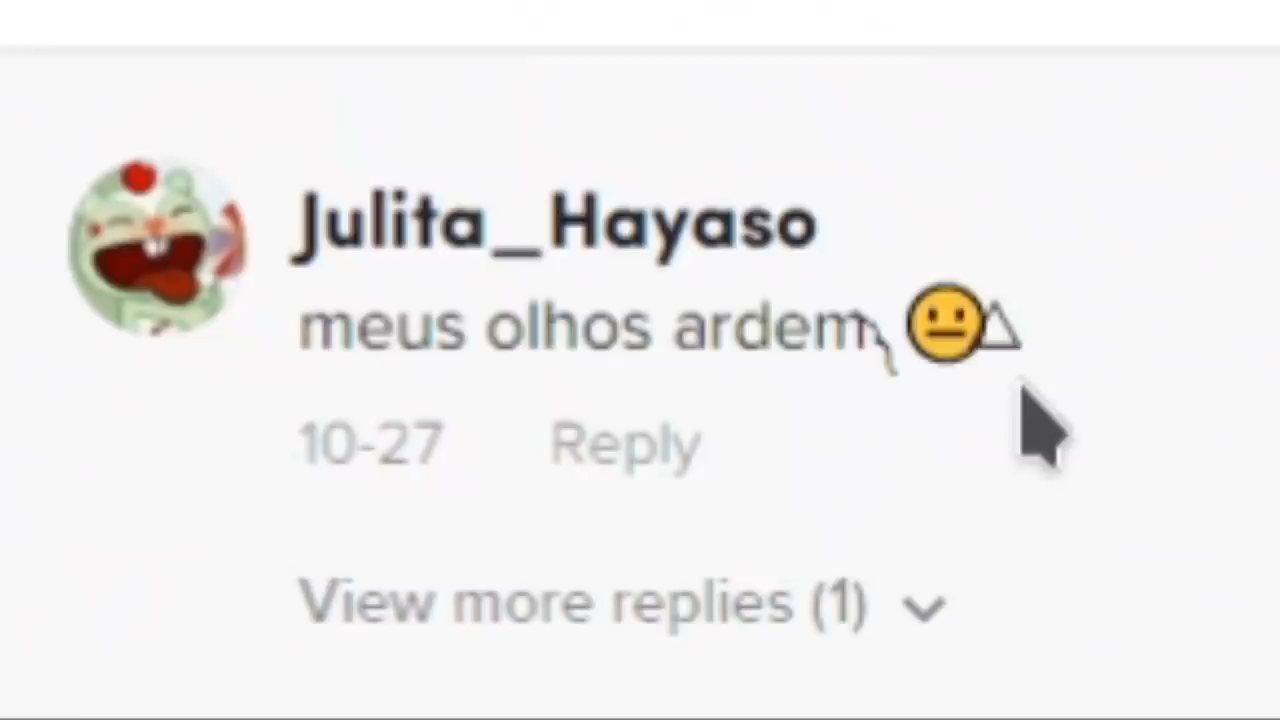 Julita_Hayaso
meus olhos ardem 😐△
10-27 Reply
View more replies (1)